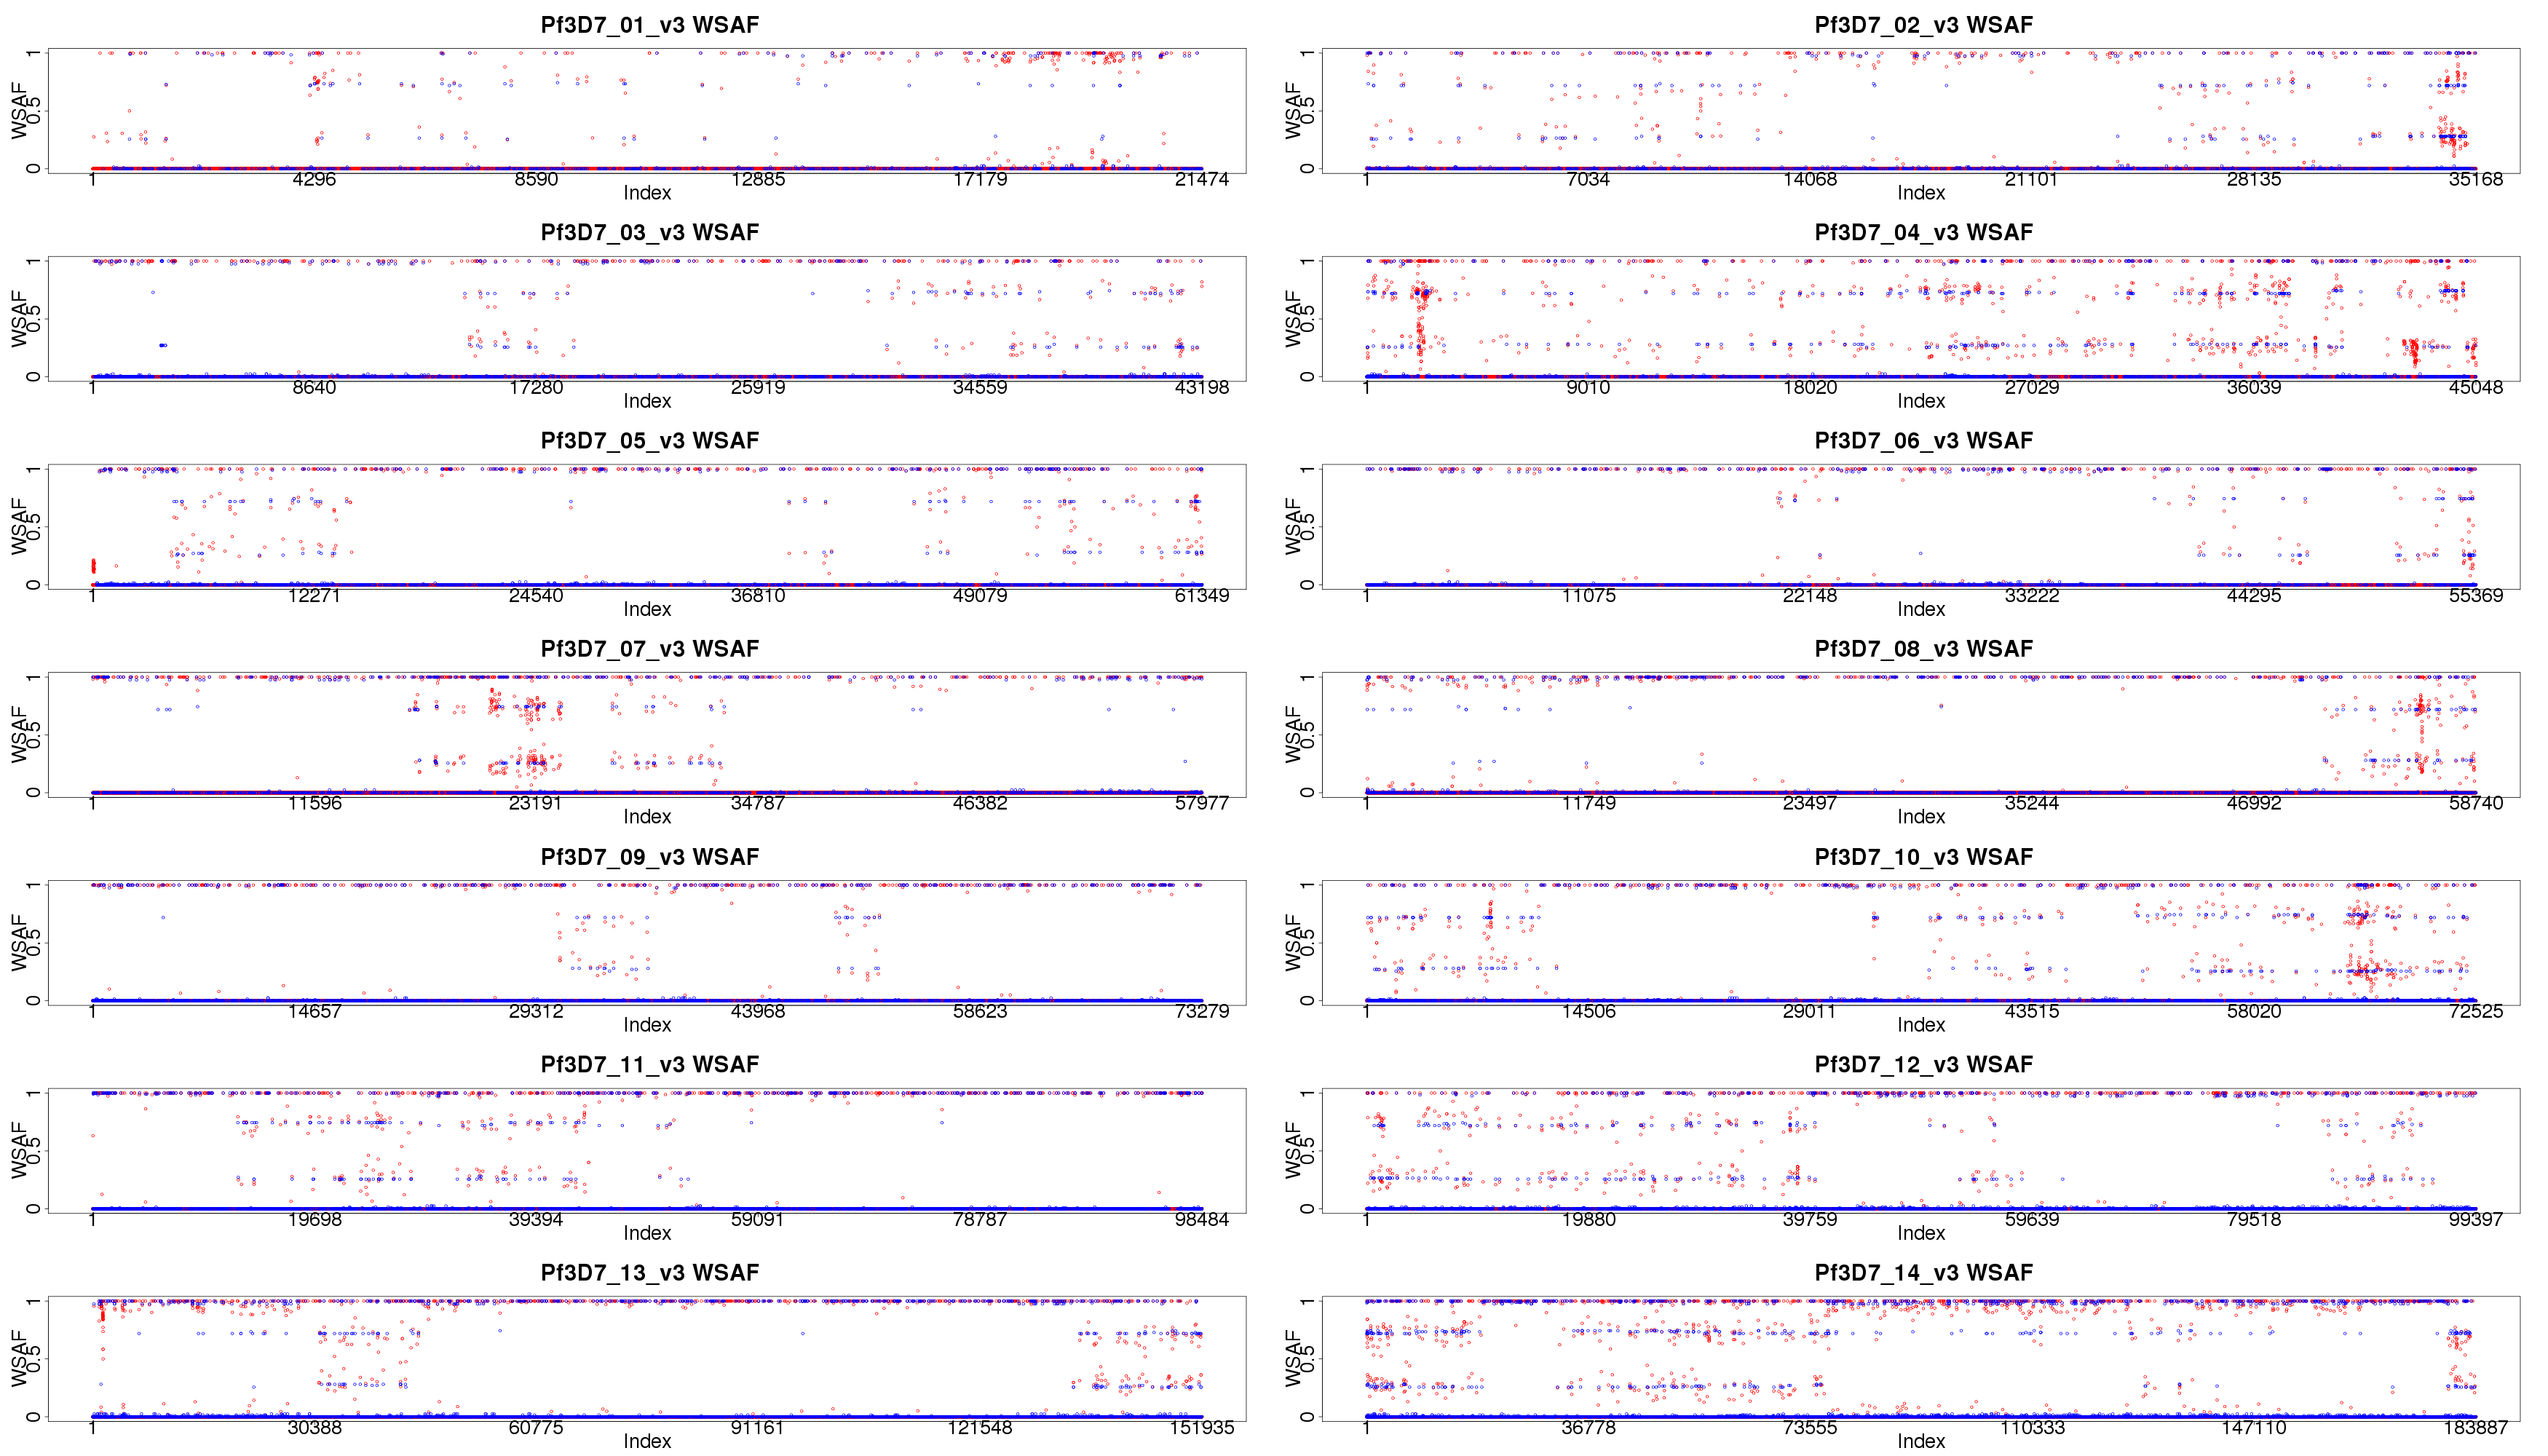 Pf3D7_01_v3 WSAF
WSAF
0 0.5 1
1 4296 8590 12885 17179 21474
Index
Pf3D7_02_v3 WSAF
WSAF
0 0.5 1
1 7034 14068 21101 28135 35168
Index
Pf3D7_03_v3 WSAF
WSAF
0 0.5 1
1 8640 17280 25919 34559 43198
Index
Pf3D7_04_v3 WSAF
WSAF
0 0.5 1
1 9010 18020 27029 36039 45048
Index
Pf3D7_05_v3 WSAF
WSAF
0 0.5 1
1 12271 24540 36810 49079 61349
Index
Pf3D7_06_v3 WSAF
WSAF
0 0.5 1
1 11075 22148 33222 44295 55369
Index
Pf3D7_07_v3 WSAF
WSAF
0 0.5 1
1 11596 23191 34787 46382 57977
Index
Pf3D7_08_v3 WSAF
WSAF
0 0.5 1
1 11749 23497 35244 46992 58740
Index
Pf3D7_09_v3 WSAF
WSAF
0 0.5 1
1 14657 29312 43968 58623 73279
Index
Pf3D7_10_v3 WSAF
WSAF
0 0.5 1
1 14506 29011 43515 58020 72525
Index
Pf3D7_11_v3 WSAF
WSAF
0 0.5 1
1 19698 39394 59091 78787 98484
Index
Pf3D7_12_v3 WSAF
WSAF
0 0.5 1
1 19880 39759 59639 79518 99397
Index
Pf3D7_13_v3 WSAF
WSAF
0 0.5 1
1 30388 60775 91161 121548 151935
Index
Pf3D7_14_v3 WSAF
WSAF
0 0.5 1
1 36778 73555 110333 147110 183887
Index